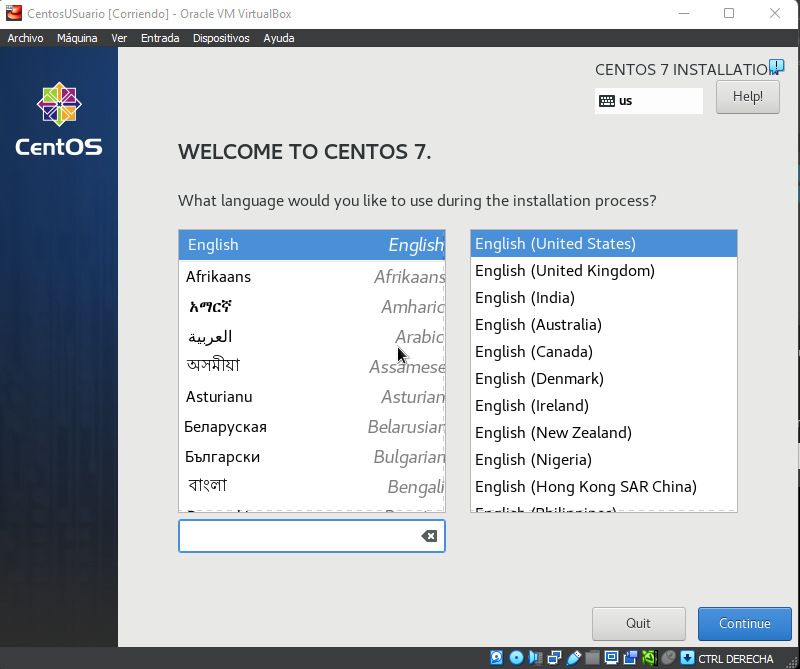 CentosUSuario [Corriendo] - Oracle VM VirtualBox
Archivo Máquina Ver Entrada Dispositivos Ayuda
CentOS
CENTOS 7 INSTALLATION
us
Help!
WELCOME TO CENTOS 7.
What language would you like to use during the installation process?
English English
Afrikaans Afrikaans
አማርኛ Amharic
العربية Arabic
অসমীয়া Assamese
Asturianu Asturian
Беларуская Belarusian
Български Bulgarian
বাংলা Bengali
English (United States)
English (United Kingdom)
English (India)
English (Australia)
English (Canada)
English (Denmark)
English (Ireland)
English (New Zealand)
English (Nigeria)
English (Hong Kong SAR China)
English (Philippines)
Quit
Continue
CTRL DERECHA